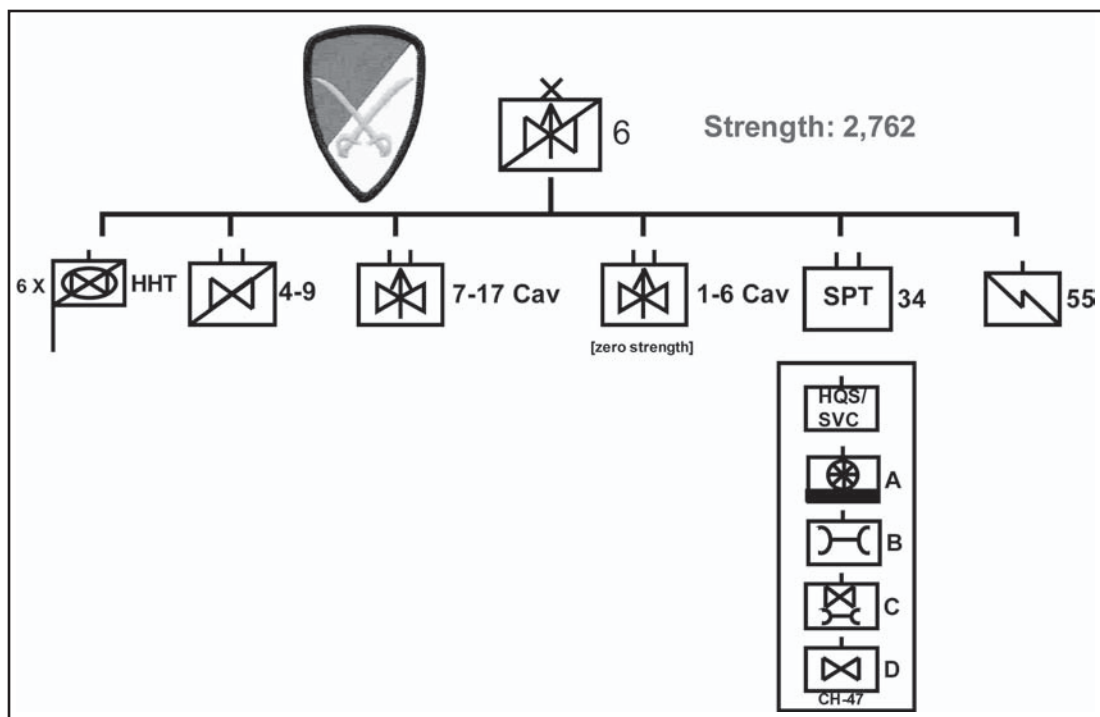 6
Strength: 2,762
6 X
HHT
4-9
7-17 Cav
1-6 Cav
[zero strength]
SPT
34
55
HQS/
SVC
A
B
C
D
CH-47